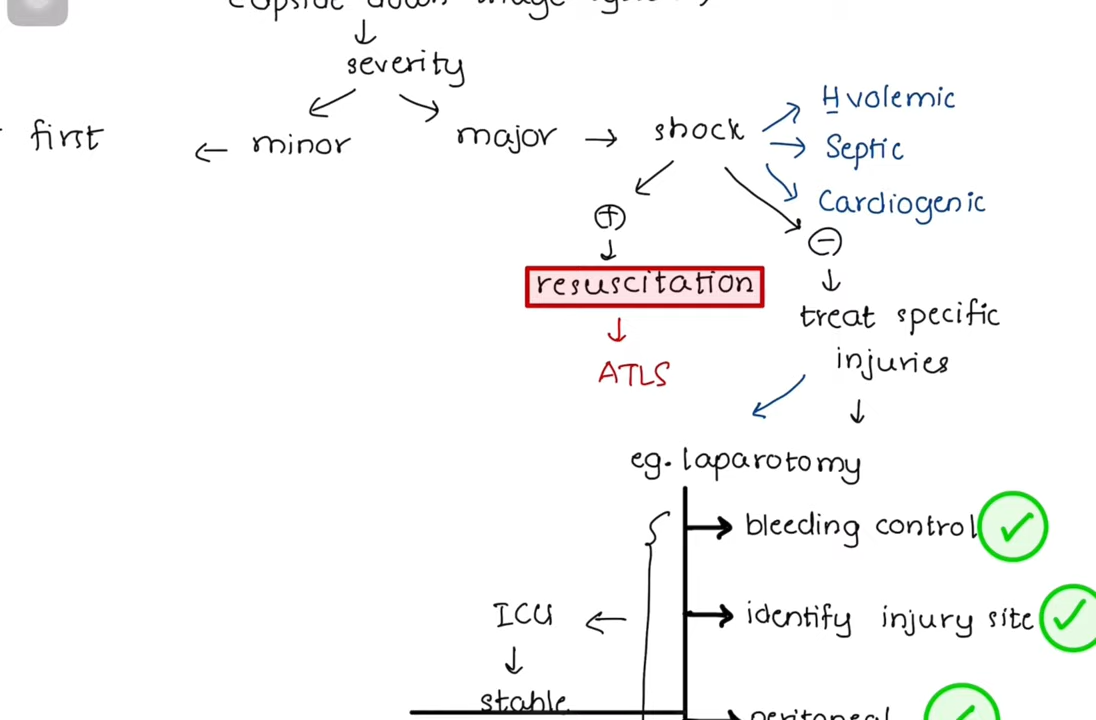 severity
first ← minor major → shock
Hvolemic
Septic
Cardiogenic
+
−
resuscitation
treat specific
injuries
ATLS
eg. laparotomy
bleeding control
identify injury site
ICU
stable
peritoneal